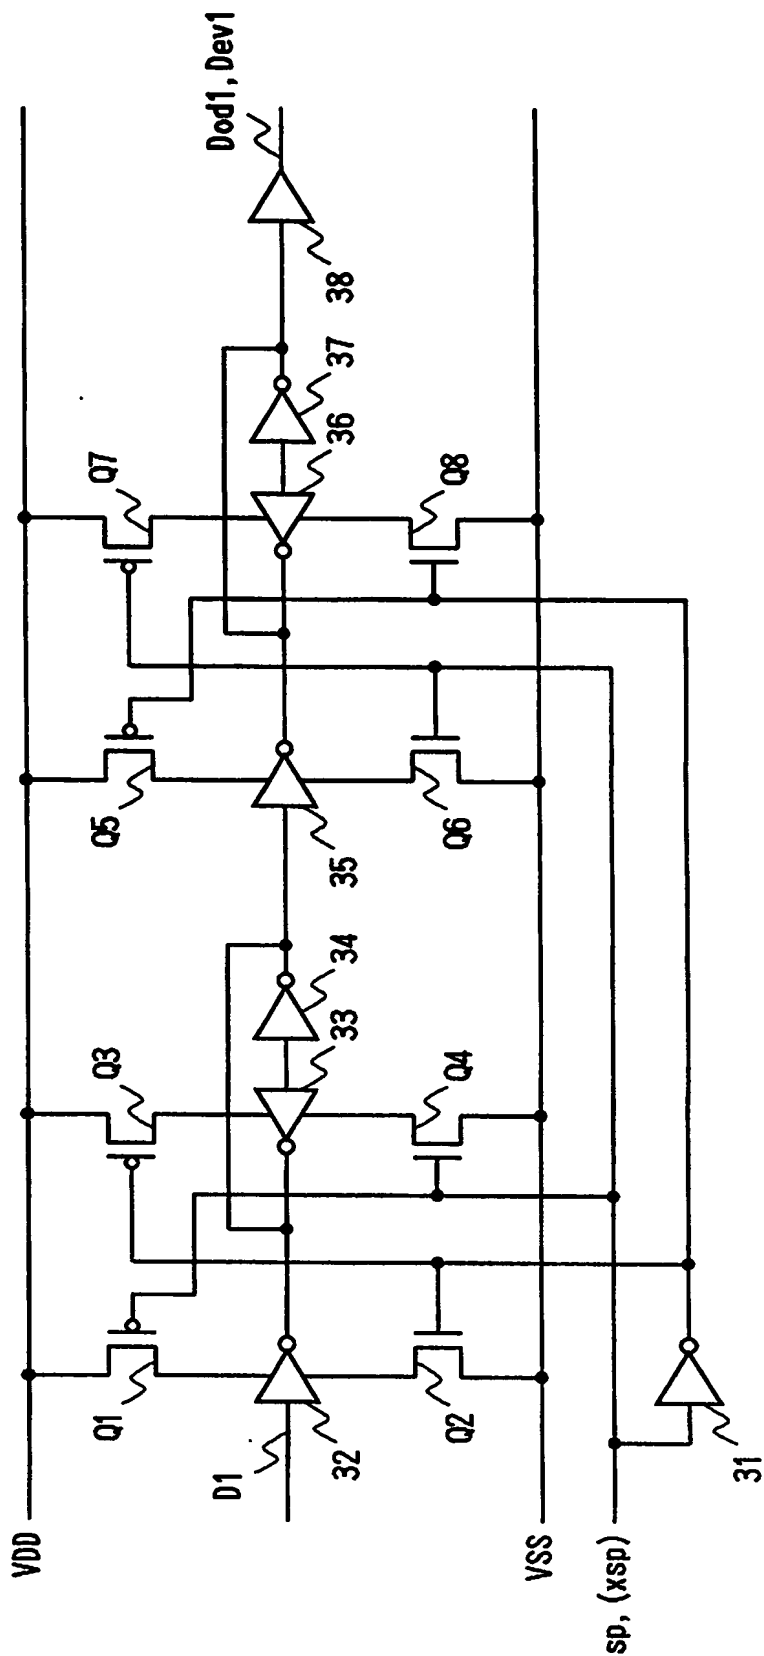 VDD
Q1
Q3
Q5
Q7
D1
32
33
34
35
36
37
38
Dod1, Dev1
Q2
Q4
Q6
Q8
VSS
sp, (xsp)
31